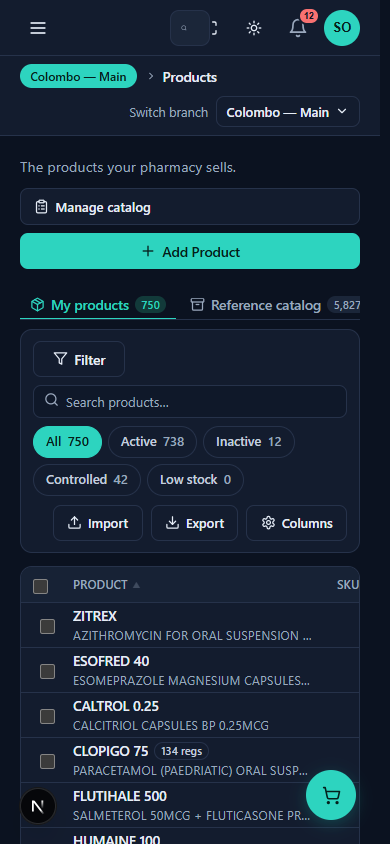 12
SO
Colombo — Main > Products
Switch branch Colombo — Main
The products your pharmacy sells.
Manage catalog
+ Add Product
My products 750 Reference catalog 5,827
Filter
Search products...
All 750 Active 738 Inactive 12
Controlled 42 Low stock 0
Import Export Columns
PRODUCT SKU
ZITREX
AZITHROMYCIN FOR ORAL SUSPENSION ...
ESOFRED 40
ESOMEPRAZOLE MAGNESIUM CAPSULES...
CALTROL 0.25
CALCITRIOL CAPSULES BP 0.25MCG
CLOPIGO 75 134 regs
PARACETAMOL (PAEDRIATIC) ORAL SUSP...
FLUTIHALE 500
SALMETEROL 50MCG + FLUTICASONE PR...
N
HUMAINE 100